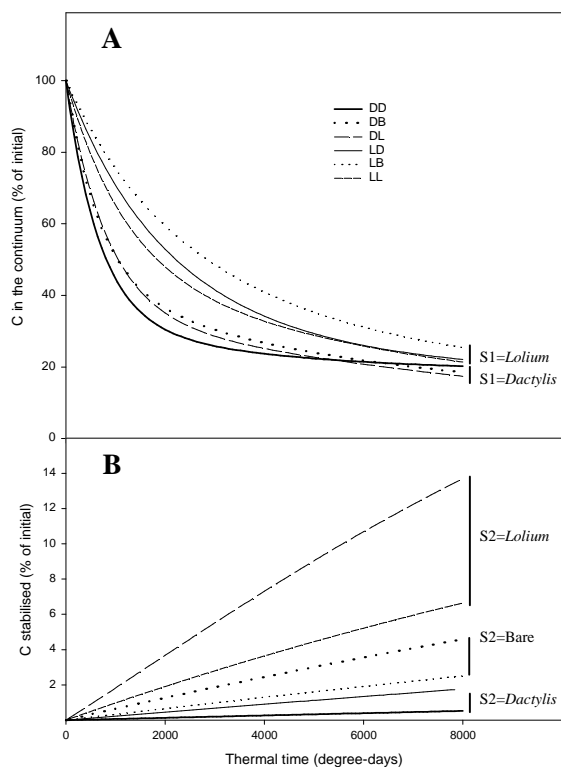 A
100
80
60
40
20
0
C in the continuum (% of initial)
DD
DB
DL
LD
LB
LL
S1=Lolium
S1=Dactylis
B
14
12
10
8
6
4
2
C stabilised (% of initial)
S2=Lolium
S2=Bare
S2=Dactylis
0 2000 4000 6000 8000
Thermal time (degree-days)